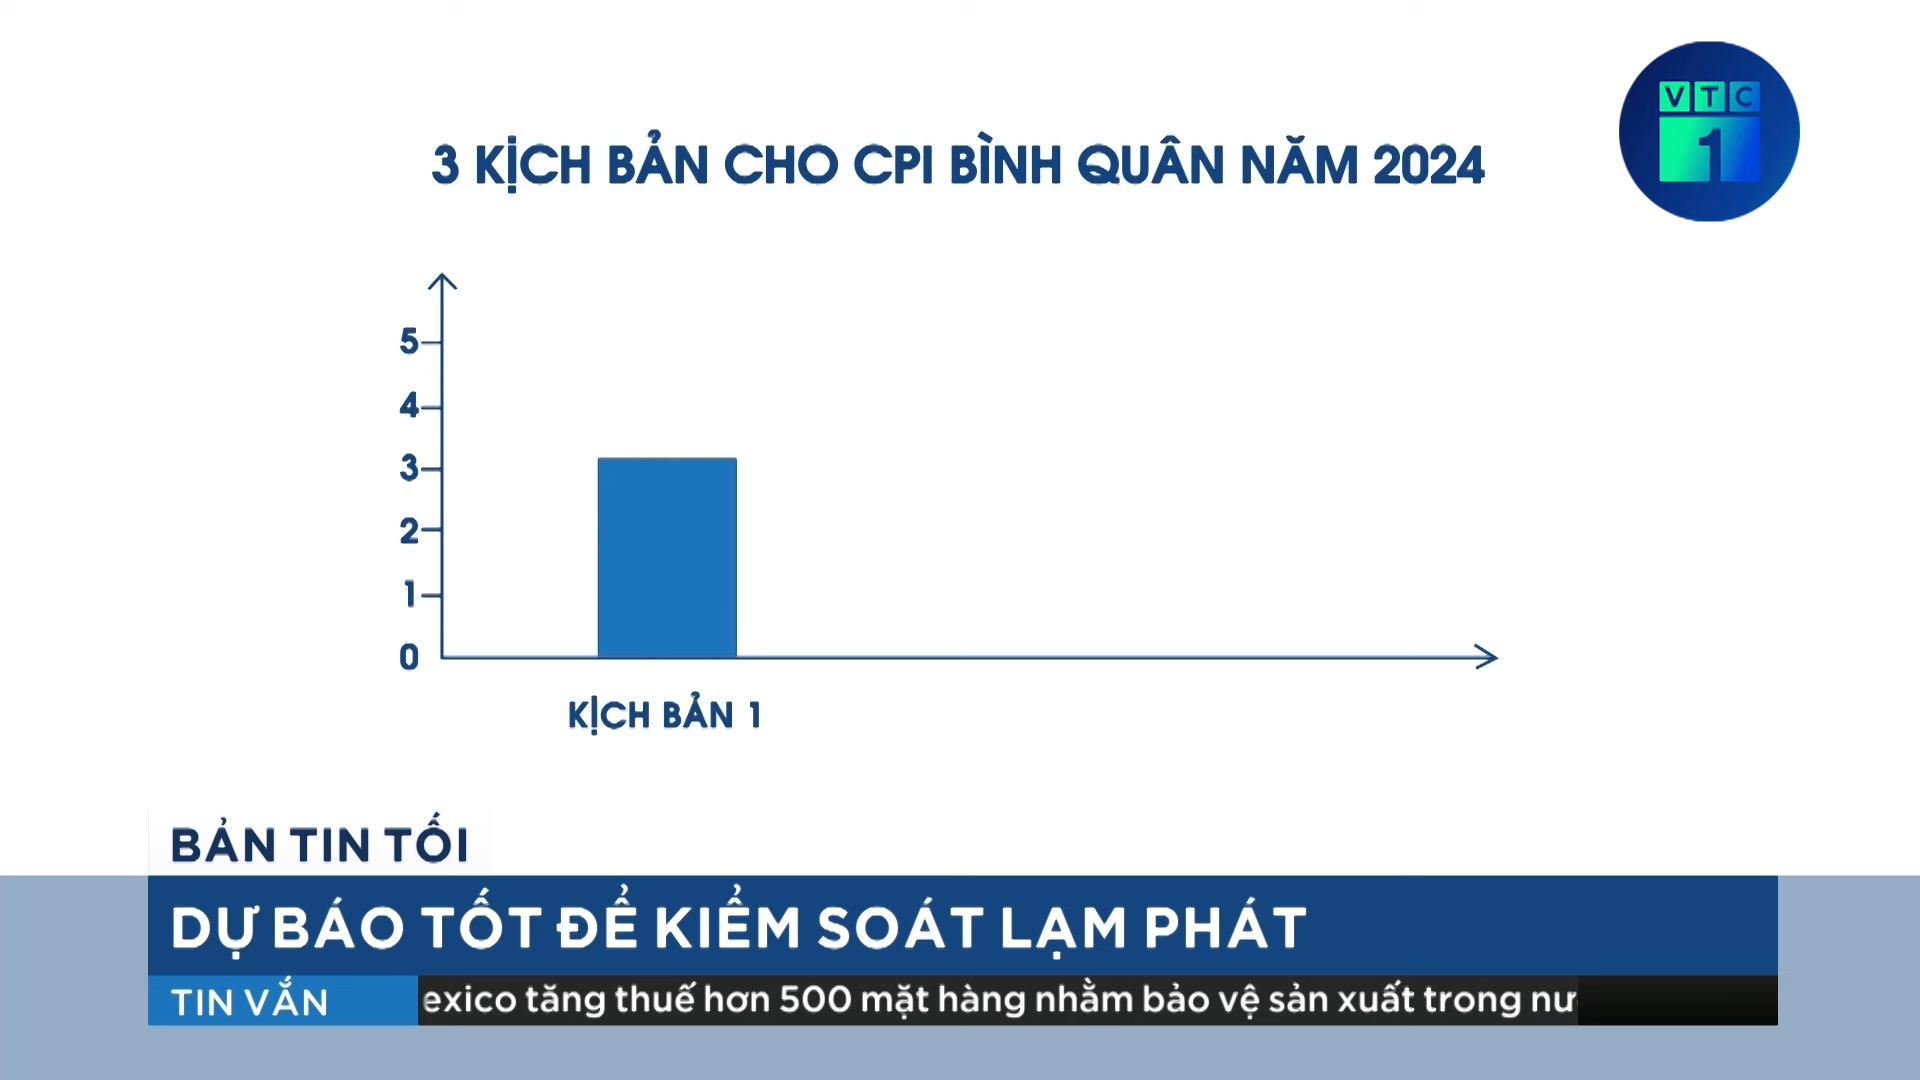 VTC
1
3 KỊCH BẢN CHO CPI BÌNH QUÂN NĂM 2024
5
4
3
2
1
0
KỊCH BẢN 1
BẢN TIN TỐI
DỰ BÁO TỐT ĐỂ KIỂM SOÁT LẠM PHÁT
TIN VẮN
exico tăng thuế hơn 500 mặt hàng nhằm bảo vệ sản xuất trong nư